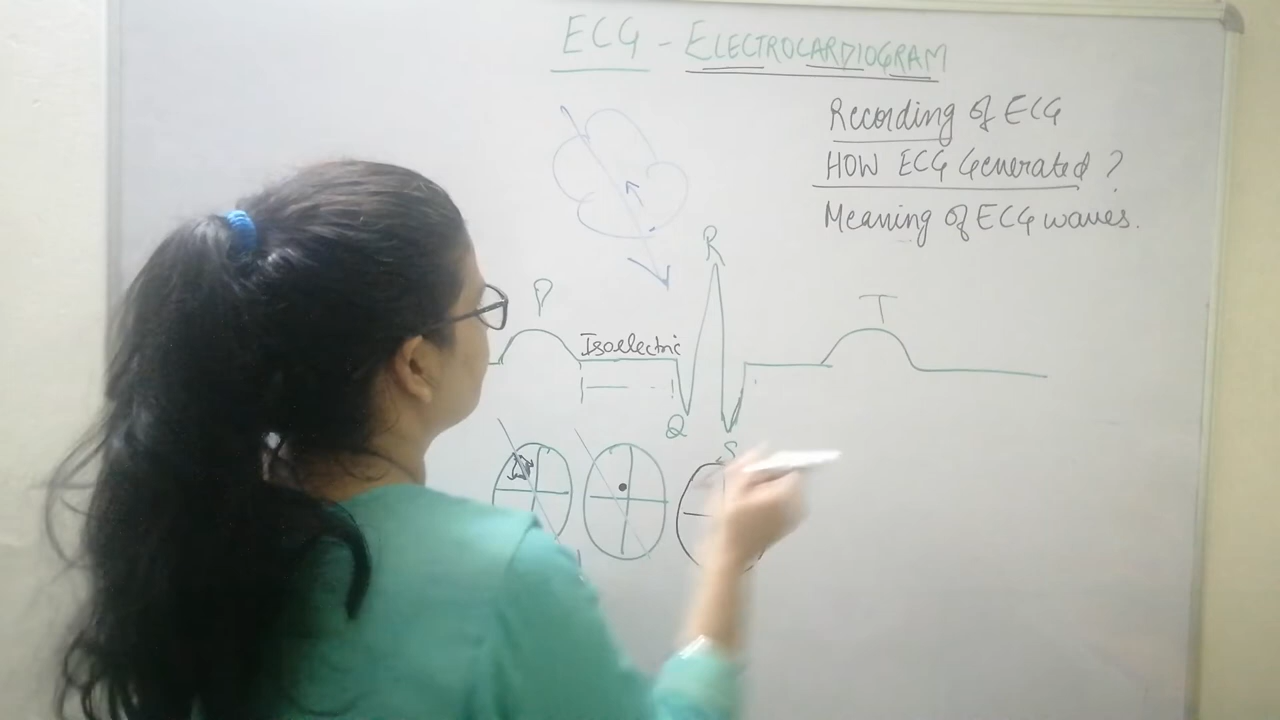 ECG - ELECTROCARDIOGRAM
Recording of ECG
HOW ECG Generated ?
Meaning of ECG waves.
R
P
T
Isoelectric
Q
S